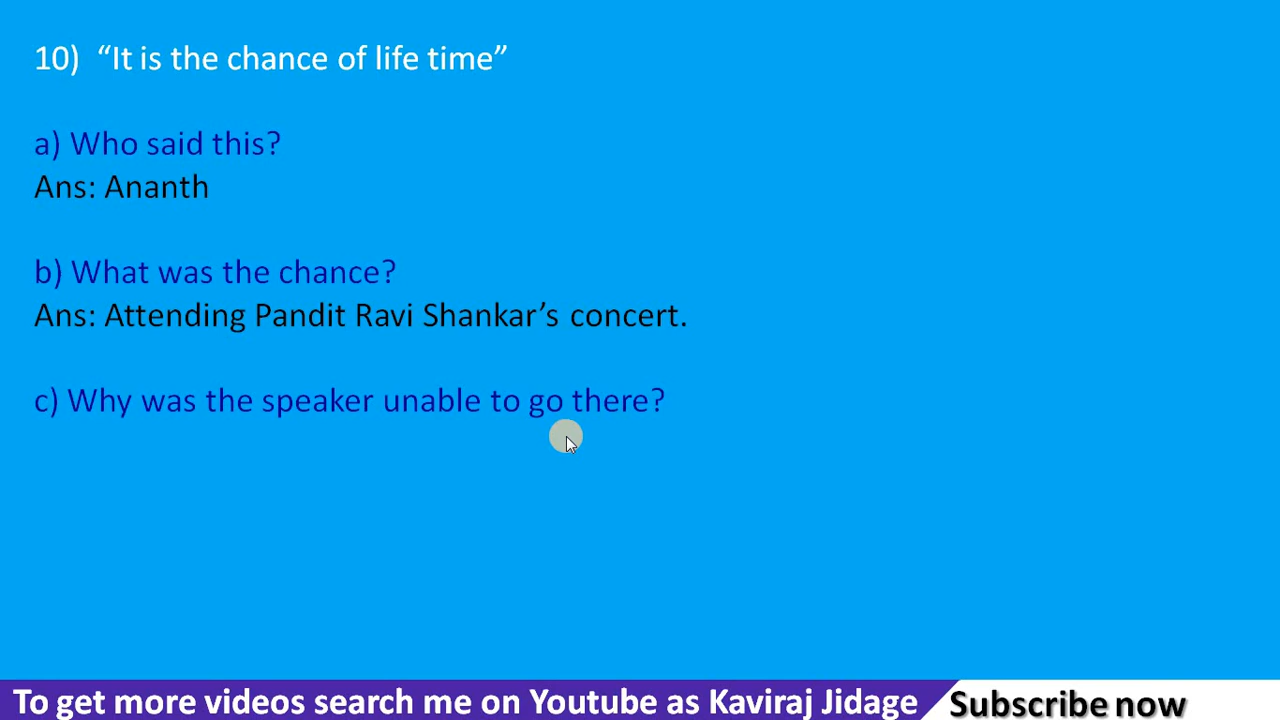 10) “It is the chance of life time”
a) Who said this?
Ans: Ananth
b) What was the chance?
Ans: Attending Pandit Ravi Shankar’s concert.
c) Why was the speaker unable to go there?
To get more videos search me on Youtube as Kaviraj Jidage
Subscribe now